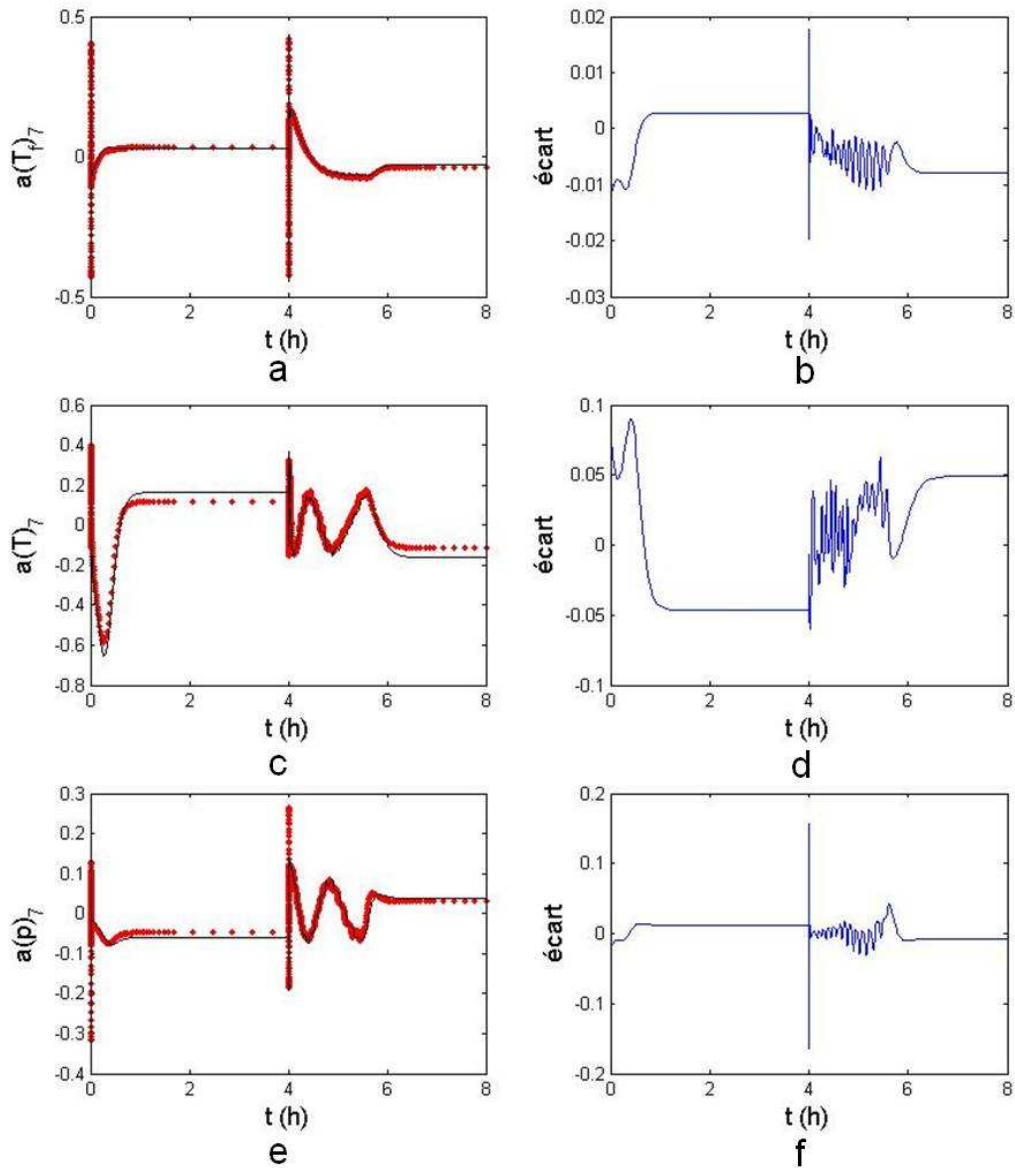 0.5
0
-0.5
a(T_f)_7
0 2 4 6 8
t (h)
a
0.02
0.01
0
-0.01
-0.02
-0.03
écart
0 2 4 6 8
t (h)
b
0.6
0.4
0.2
0
-0.2
-0.4
-0.6
-0.8
a(T)_7
0 2 4 6 8
t (h)
c
0.1
0.05
0
-0.05
-0.1
écart
0 2 4 6 8
t (h)
d
0.3
0.2
0.1
0
-0.1
-0.2
-0.3
-0.4
a(p)_7
0 2 4 6 8
t (h)
e
0.2
0.1
0
-0.1
-0.2
écart
0 2 4 6 8
t (h)
f